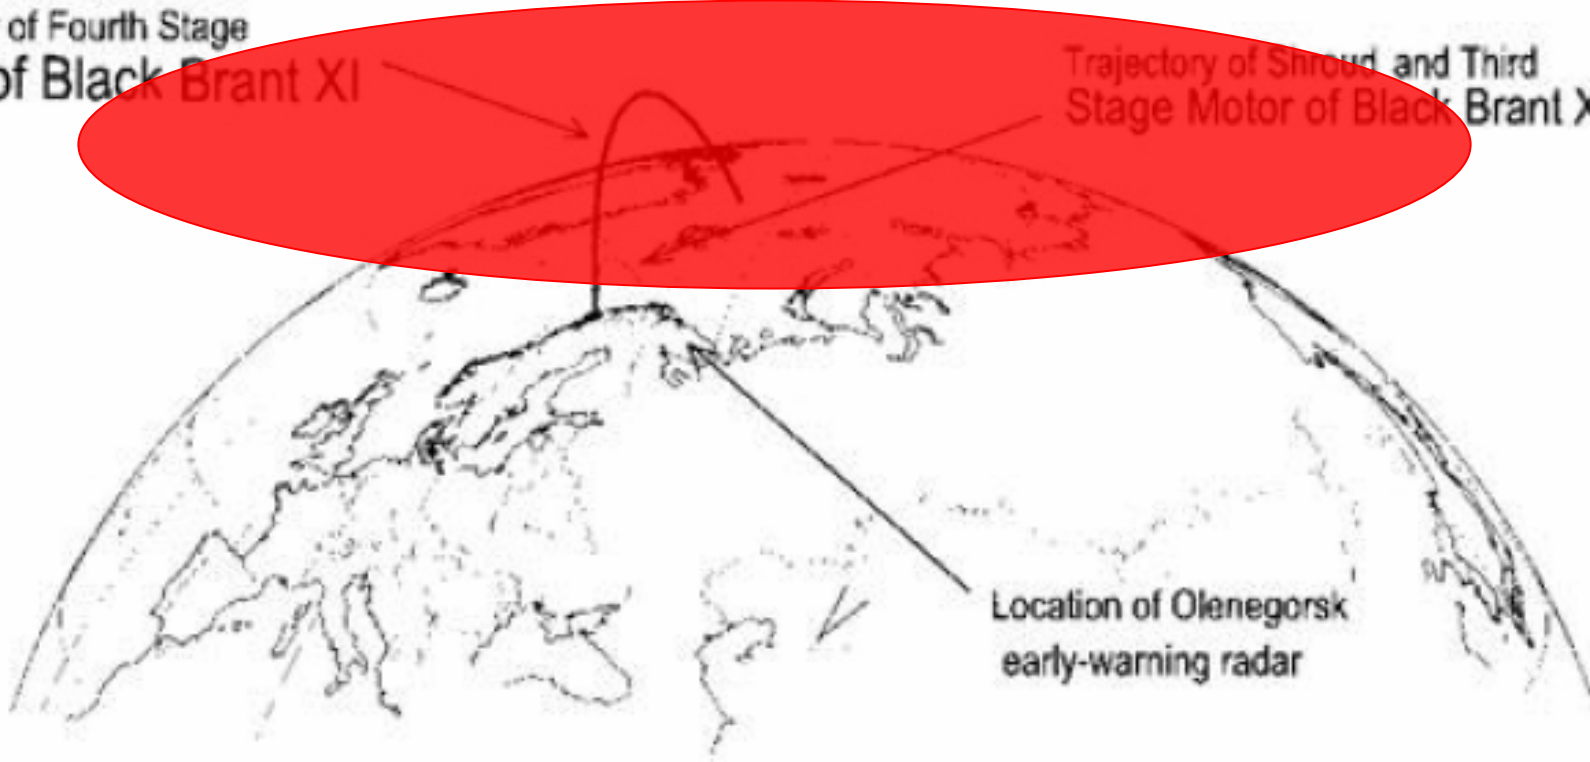 of Fourth Stage
of Black Brant XI
Trajectory of Shroud and Third
Stage Motor of Black Brant X
Location of Olenegorsk
early-warning radar